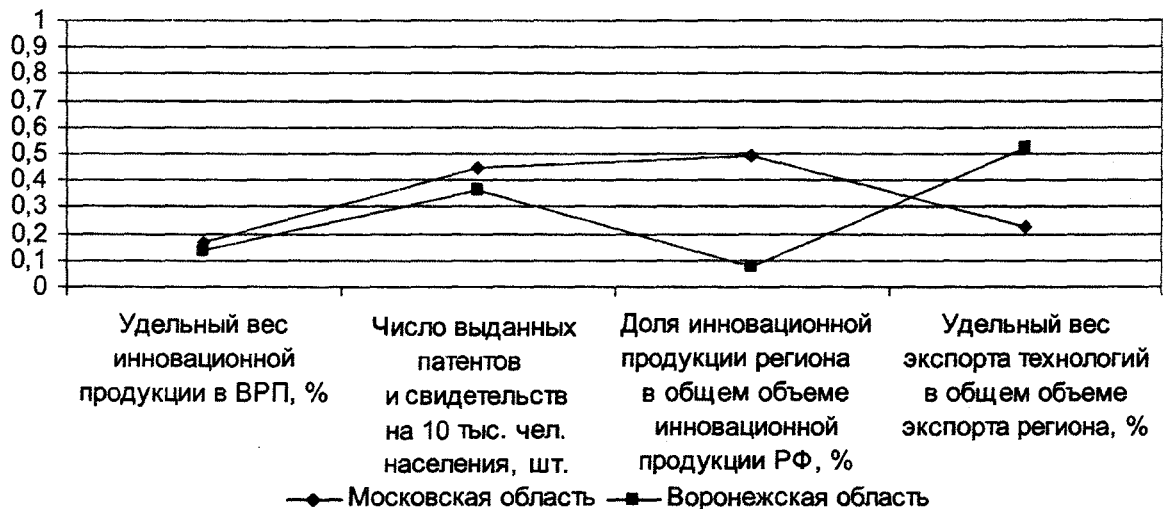 1
0,9
0,8
0,7
0,6
0,5
0,4
0,3
0,2
0,1
0
Удельный вес
инновационной
продукции в ВРП, %
Число выданных
патентов
и свидетельств
на 10 тыс. чел.
населения, шт.
Доля инновационной
продукции региона
в общем объеме
инновационной
продукции РФ, %
Удельный вес
экспорта технологий
в общем объеме
экспорта региона, %
Московская область
Воронежская область